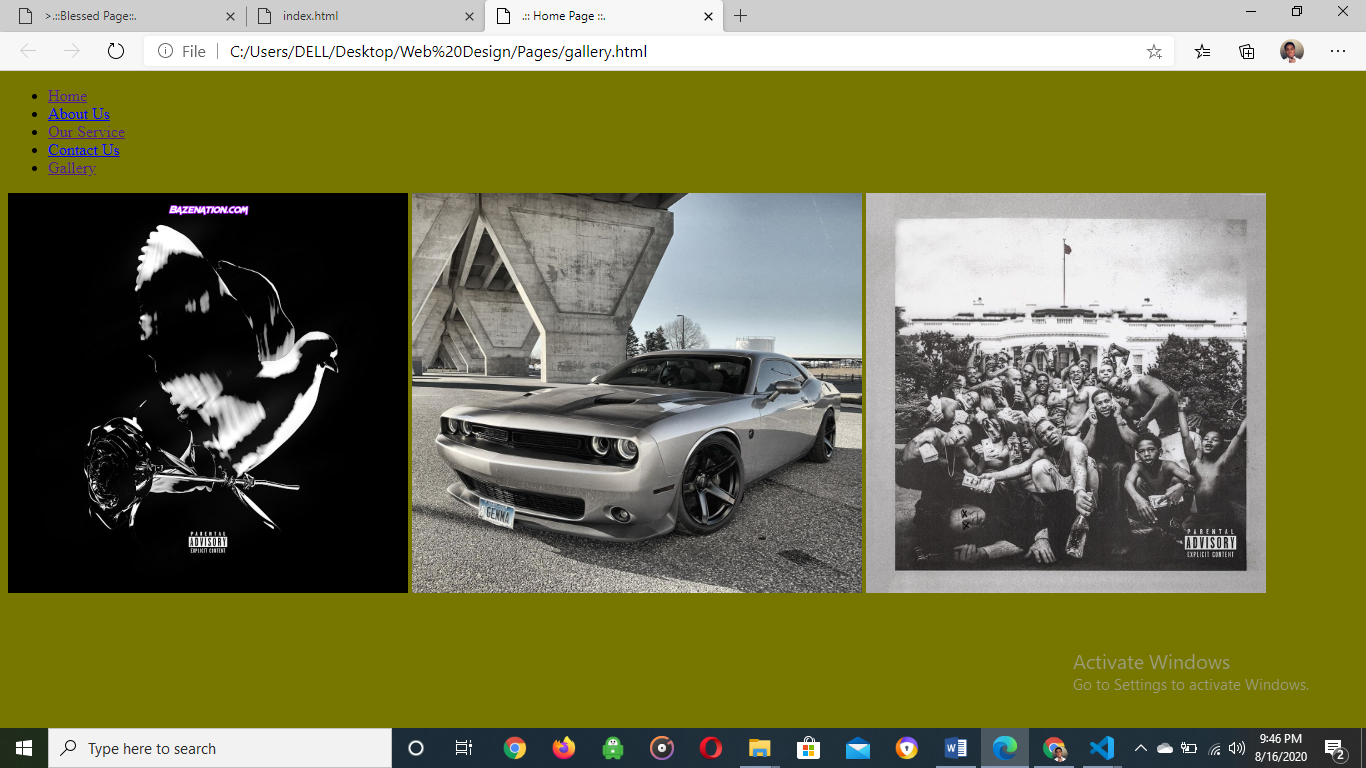 >.::Blessed Page::.
index.html
.:: Home Page ::.
File
C:/Users/DELL/Desktop/Web%20Design/Pages/gallery.html
Home
About Us
Our Service
Contact Us
Gallery
BAZENATION.COM
PARENTAL
ADVISORY
EXPLICIT CONTENT
GEMMA
PARENTAL
ADVISORY
EXPLICIT CONTENT
Activate Windows
Go to Settings to activate Windows.
Type here to search
9:46 PM
8/16/2020
2